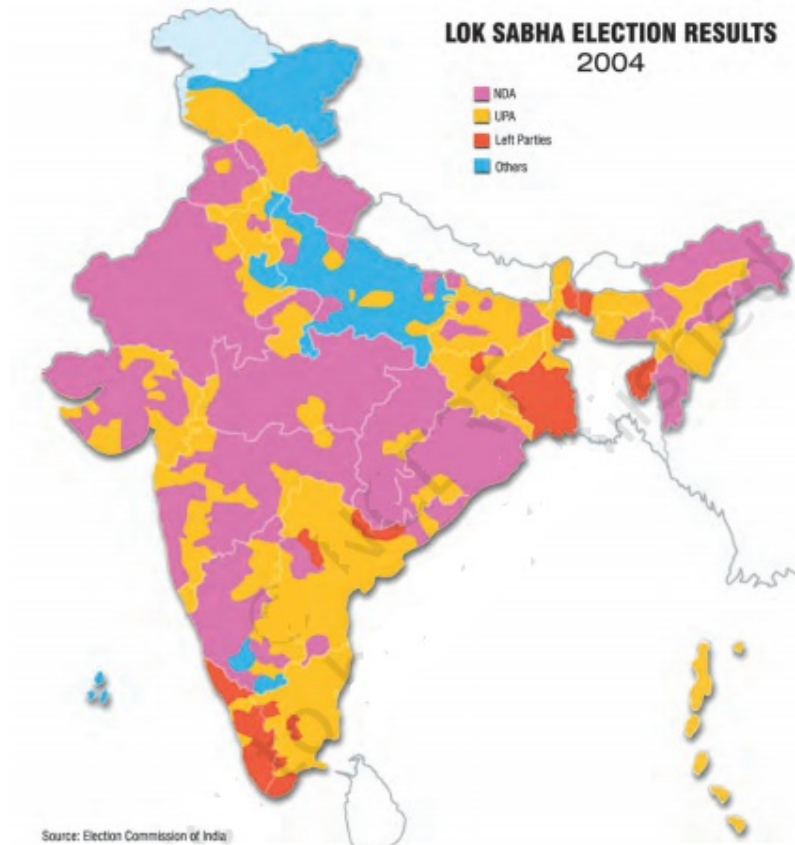 LOK SABHA ELECTION RESULTS
2004
NDA
UPA
Left Parties
Others
Source: Election Commission of India